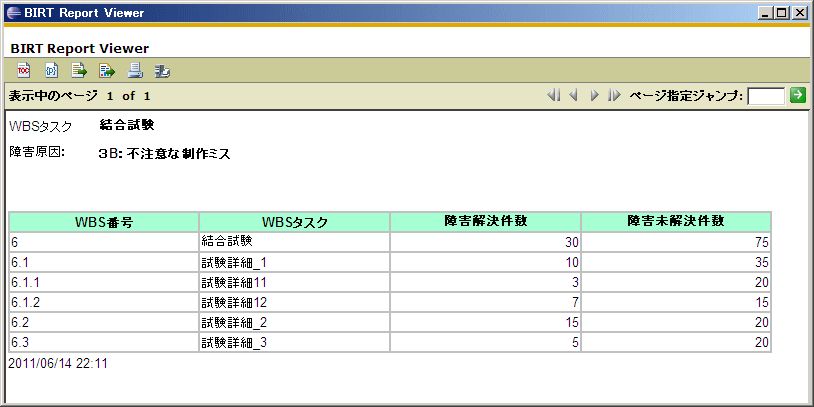 BIRT Report Viewer
BIRT Report Viewer
TOC
表示中のページ 1 of 1 ページ指定ジャンプ:
WBSタスク 結合試験
障害原因: 3B: 不注意な制作ミス
WBS番号 WBSタスク 障害解決件数 障害未解決件数
6 結合試験 30 75
6.1 試験詳細_1 10 35
6.1.1 試験詳細11 3 20
6.1.2 試験詳細12 7 15
6.2 試験詳細_2 15 20
6.3 試験詳細_3 5 20
2011/06/14 22:11